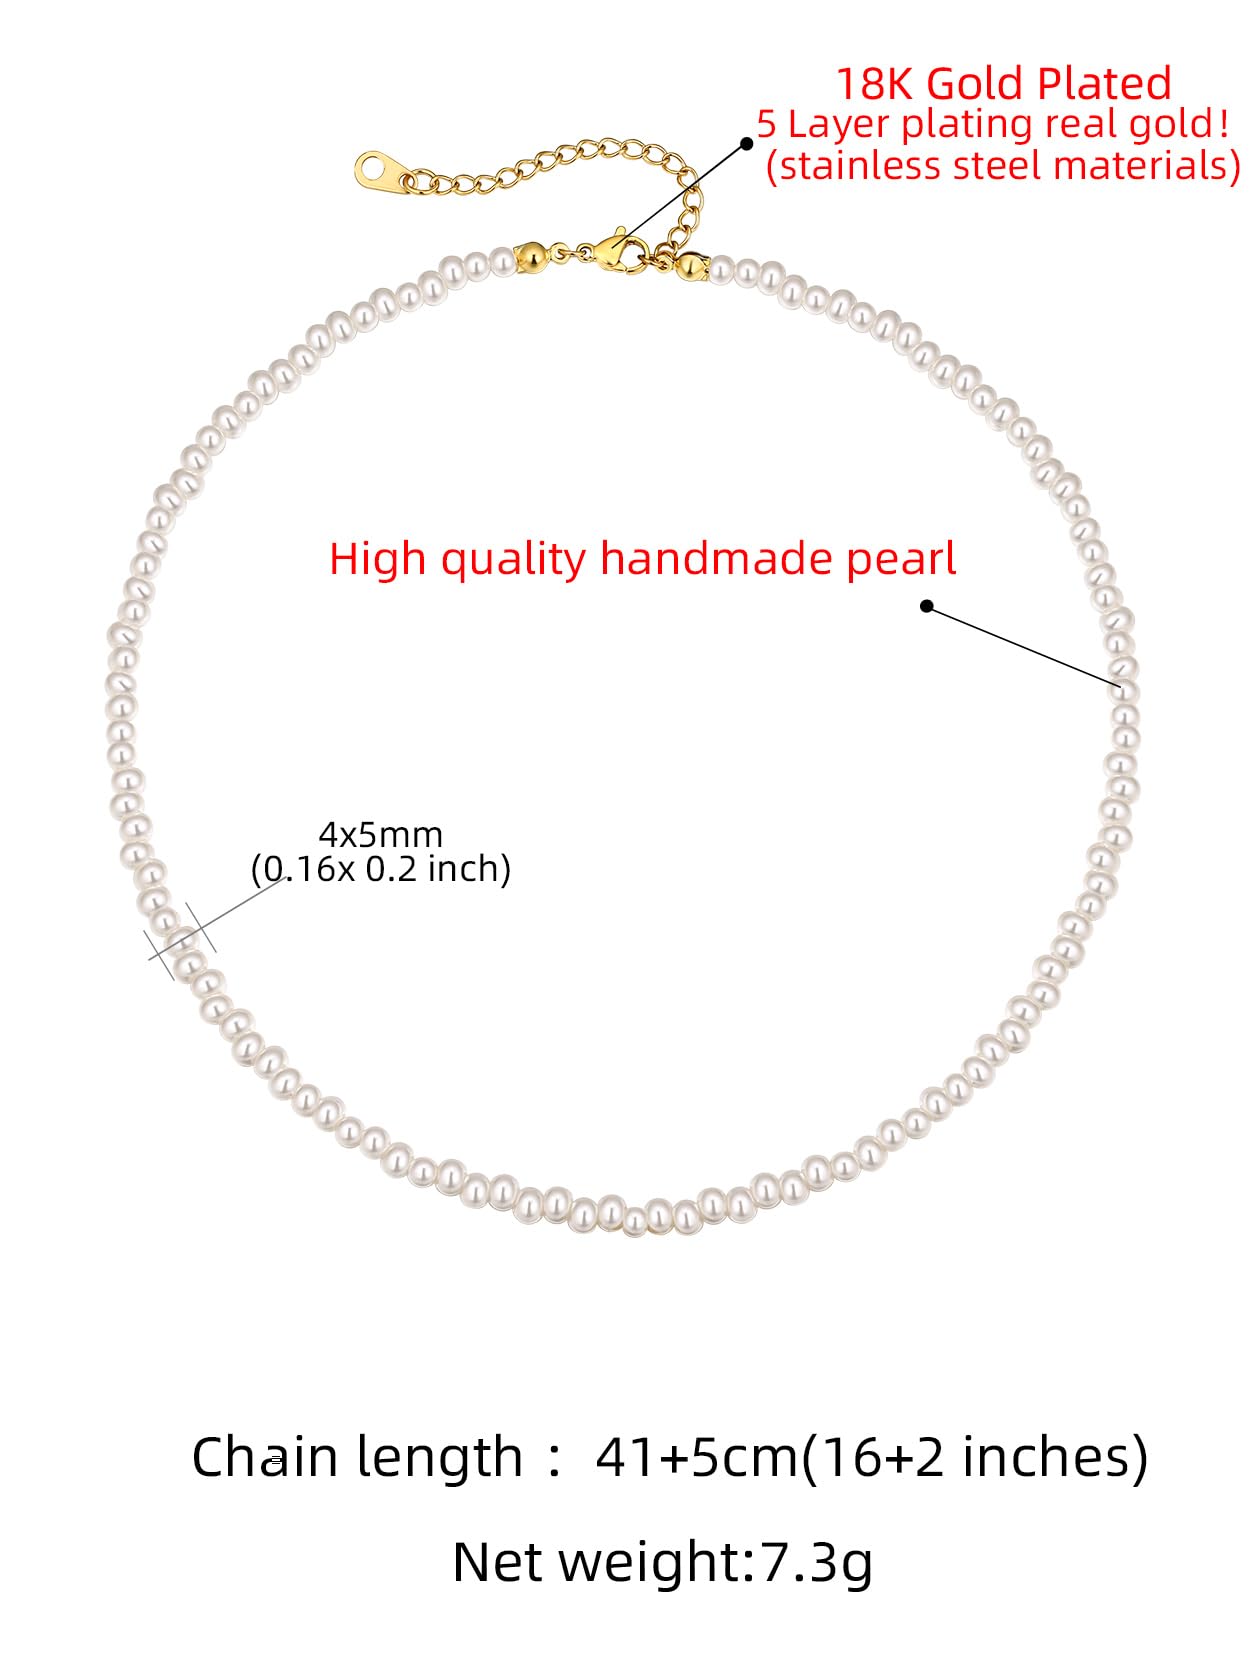 18K Gold Plated
5 Layer plating real gold!
(stainless steel materials)
High quality handmade pearl
4x5mm
(0.16x 0.2 inch)
Chain length：41+5cm(16+2 inches)
Net weight:7.3g